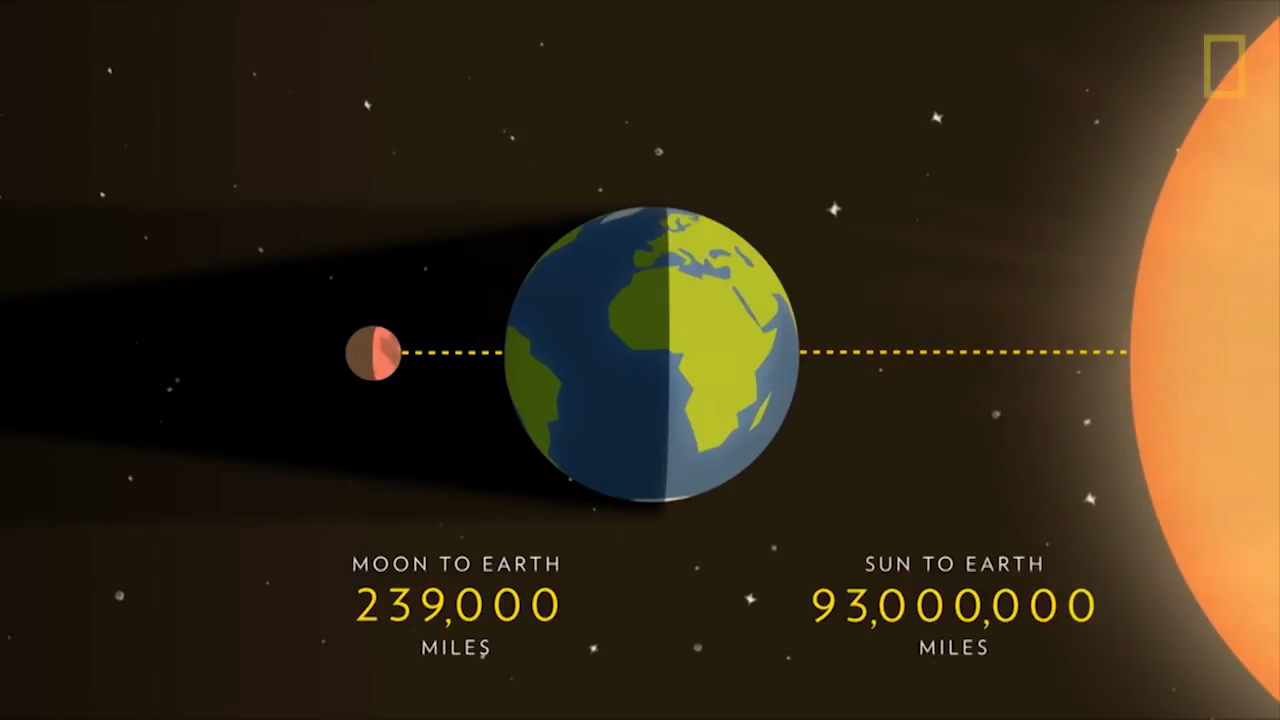 MOON TO EARTH
239,000
MILES
SUN TO EARTH
93,000,000
MILES